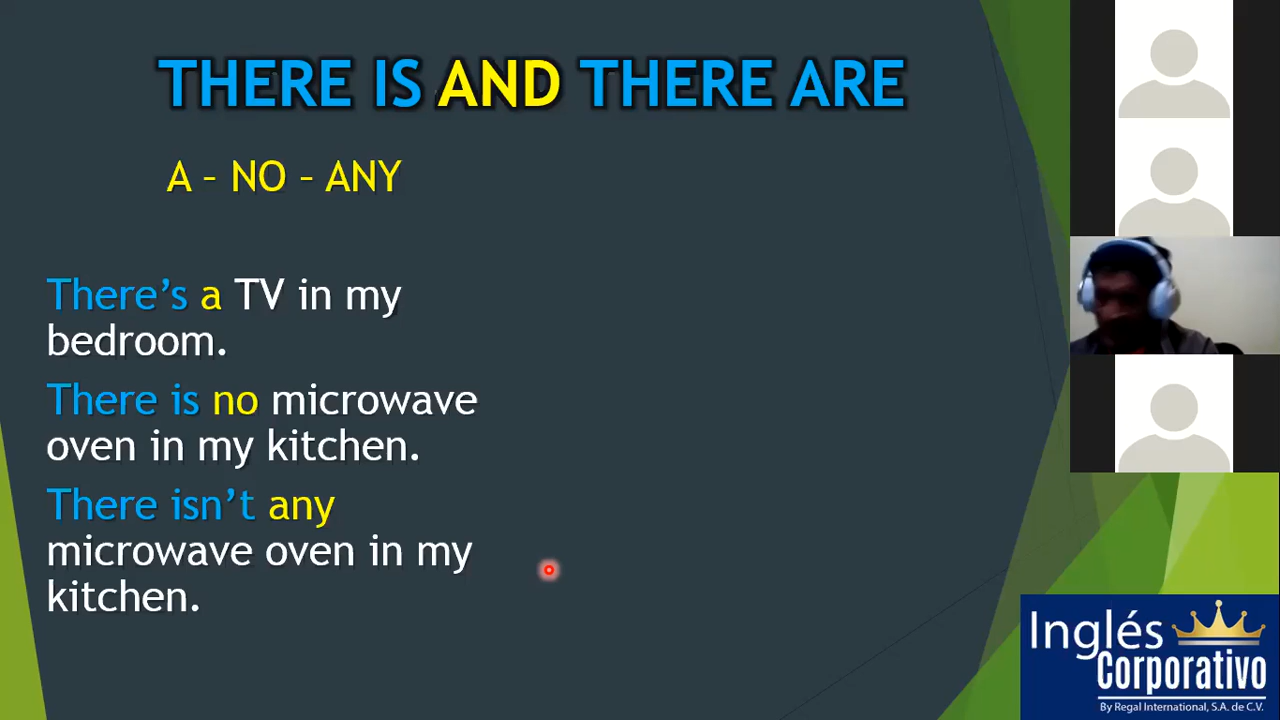 THERE IS AND THERE ARE
A – NO – ANY
There's a TV in my
bedroom.
There is no microwave
oven in my kitchen.
There isn't any
microwave oven in my
kitchen.
Inglés
Corporativo
By Regal International, S.A. de C.V.